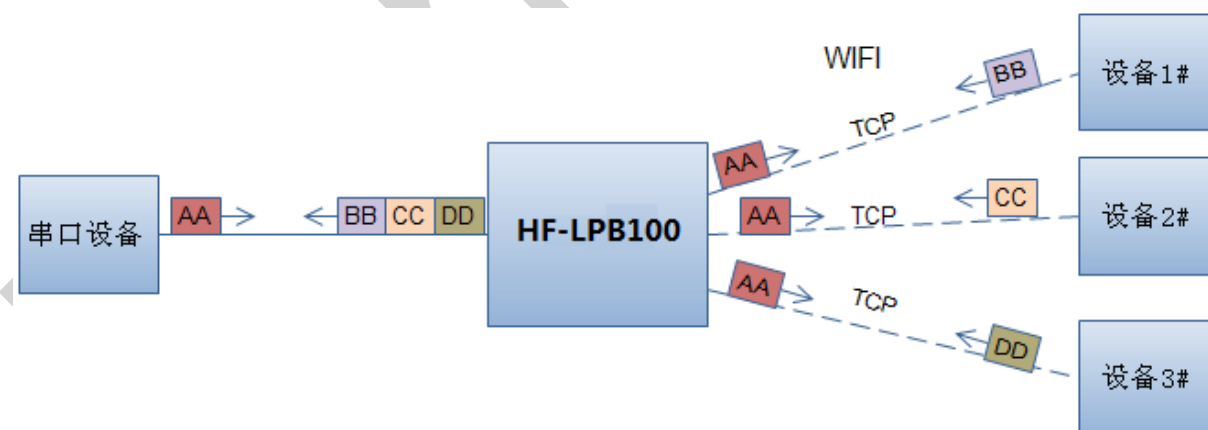 WIFI
BB
设备1#
TCP
AA
串口设备
AA
BB CC DD
HF-LPB100
AA
TCP
CC
设备2#
AA
TCP
DD
设备3#